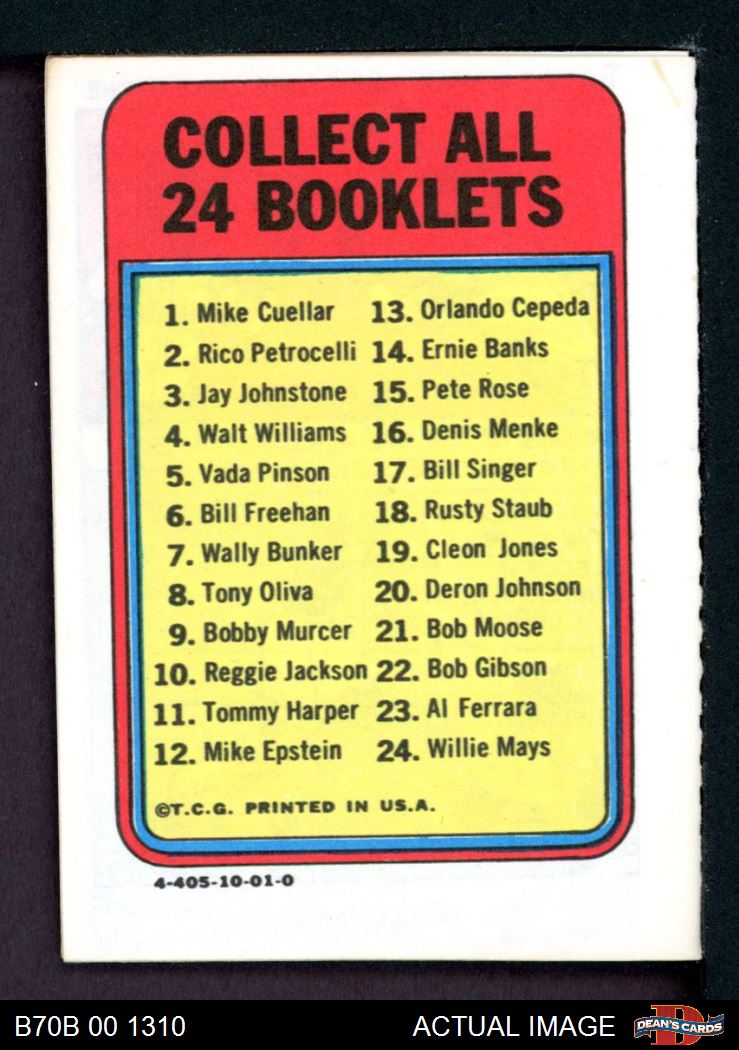 COLLECT ALL
24 BOOKLETS
1. Mike Cuellar
2. Rico Petrocelli
3. Jay Johnstone
4. Walt Williams
5. Vada Pinson
6. Bill Freehan
7. Wally Bunker
8. Tony Oliva
9. Bobby Murcer
10. Reggie Jackson
11. Tommy Harper
12. Mike Epstein
13. Orlando Cepeda
14. Ernie Banks
15. Pete Rose
16. Denis Menke
17. Bill Singer
18. Rusty Staub
19. Cleon Jones
20. Deron Johnson
21. Bob Moose
22. Bob Gibson
23. Al Ferrara
24. Willie Mays
©T.C.G. PRINTED IN U.S.A.
4-405-10-01-0
B70B 00 1310
ACTUAL IMAGE
D
DEAN'S CARDS